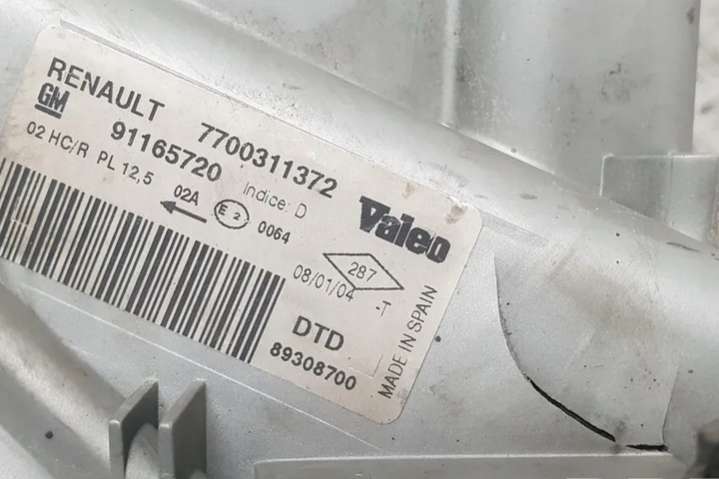 RENAULT 7700311372
GM 91165720 Indice: D
02 HC/R PL 12,5 02A E2 0064
Valeo
287
08/01/04 -T
DTD
89308700
MADE IN SPAIN